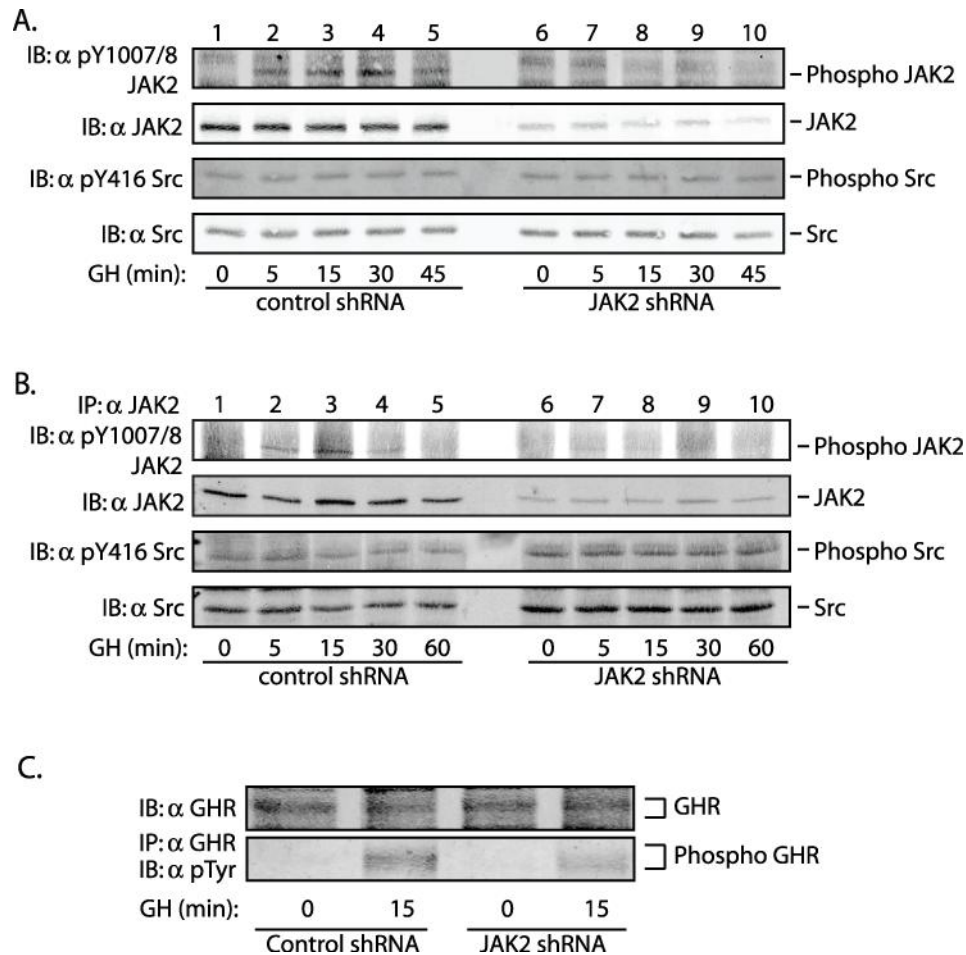 A.
1 2 3 4 5 6 7 8 9 10
IB: α pY1007/8
JAK2
– Phospho JAK2
IB: α JAK2 – JAK2
IB: α pY416 Src – Phospho Src
IB: α Src – Src
GH (min): 0 5 15 30 45 0 5 15 30 45
control shRNA JAK2 shRNA
B.
IP: α JAK2 1 2 3 4 5 6 7 8 9 10
IB: α pY1007/8
JAK2
– Phospho JAK2
IB: α JAK2 – JAK2
IB: α pY416 Src – Phospho Src
IB: α Src – Src
GH (min): 0 5 15 30 60 0 5 15 30 60
control shRNA JAK2 shRNA
C.
IB: α GHR GHR
IP: α GHR
IB: α pTyr
Phospho GHR
GH (min): 0 15 0 15
Control shRNA JAK2 shRNA